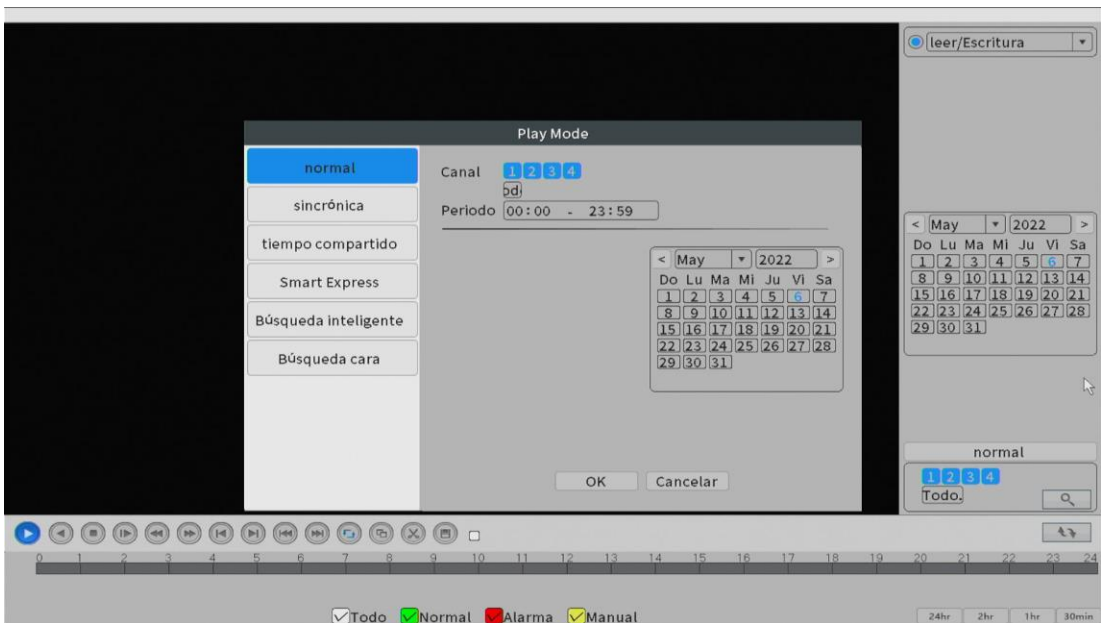 leer/Escritura
Play Mode
normal
sincrónica
tiempo compartido
Smart Express
Búsqueda inteligente
Búsqueda cara
Canal 1 2 3 4
Periodo 00:00 - 23:59
< May 2022 >
Do Lu Ma Mi Ju Vi Sa
1 2 3 4 5 6 7
8 9 10 11 12 13 14
15 16 17 18 19 20 21
22 23 24 25 26 27 28
29 30 31
OK Cancelar
< May 2022 >
Do Lu Ma Mi Ju Vi Sa
1 2 3 4 5 6 7
8 9 10 11 12 13 14
15 16 17 18 19 20 21
22 23 24 25 26 27 28
29 30 31
normal
1 2 3 4
Todo.
0 1 2 3 4 5 6 7 8 9 10 11 12 13 14 15 16 17 18 19 20 21 22 23 24
Todo Normal Alarma Manual
24hr 2hr 1hr 30min